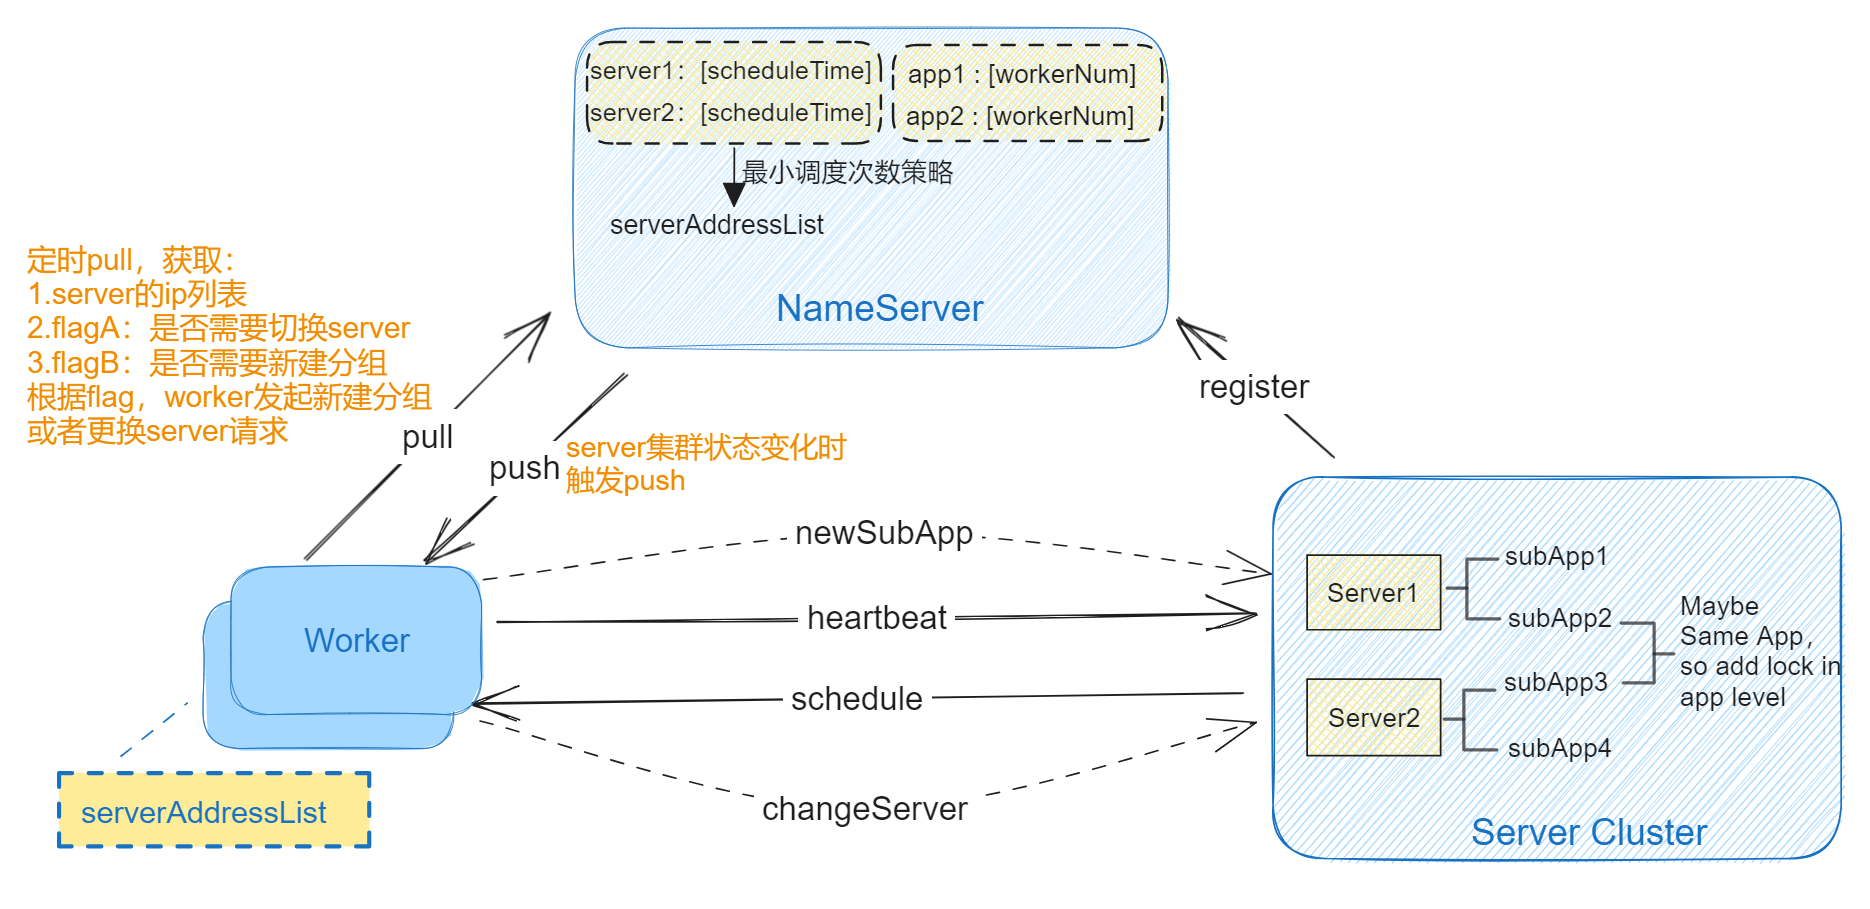 server1：[scheduleTime]
server2：[scheduleTime]
app1 : [workerNum]
app2 : [workerNum]
最小调度次数策略
serverAddressList
NameServer
定时pull，获取：
1.server的ip列表
2.flagA：是否需要切换server
3.flagB：是否需要新建分组
根据flag，worker发起新建分组
或者更换server请求
pull
push
server集群状态变化时
触发push
register
newSubApp
heartbeat
schedule
changeServer
Worker
serverAddressList
Server1
subApp1
subApp2
Server2
subApp3
subApp4
Maybe
Same App，
so add lock in
app level
Server Cluster